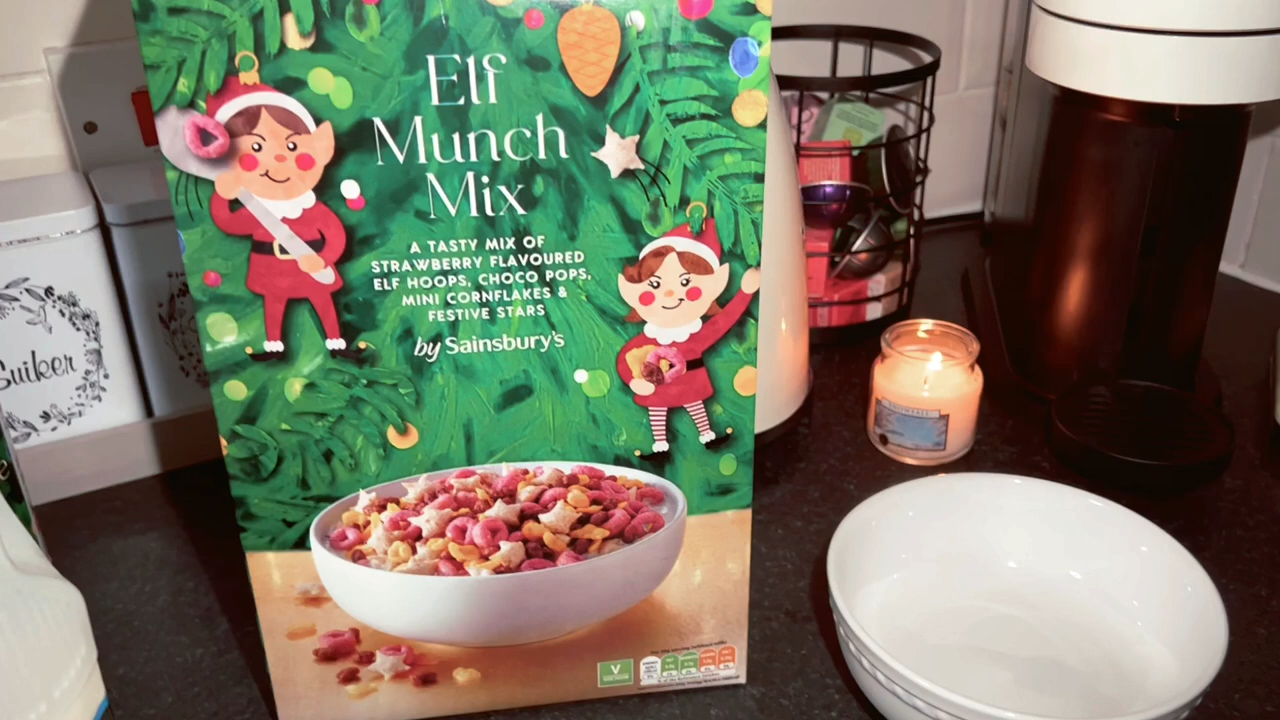 Elf
Munch
Mix
A TASTY MIX OF
STRAWBERRY FLAVOURED
ELF HOOPS, CHOCO POPS,
MINI CORNFLAKES &
FESTIVE STARS
by Sainsbury's
Suiker
V